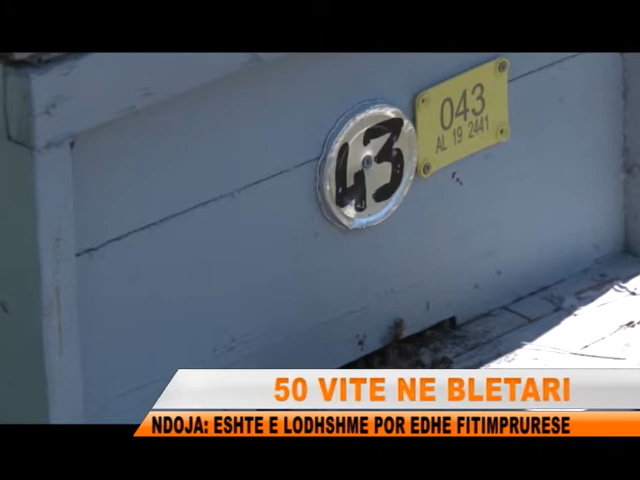 43
043
AL 19 2441
50 VITE NE BLETARI
NDOJA: ESHTE E LODHSHME POR EDHE FITIMPRURESE